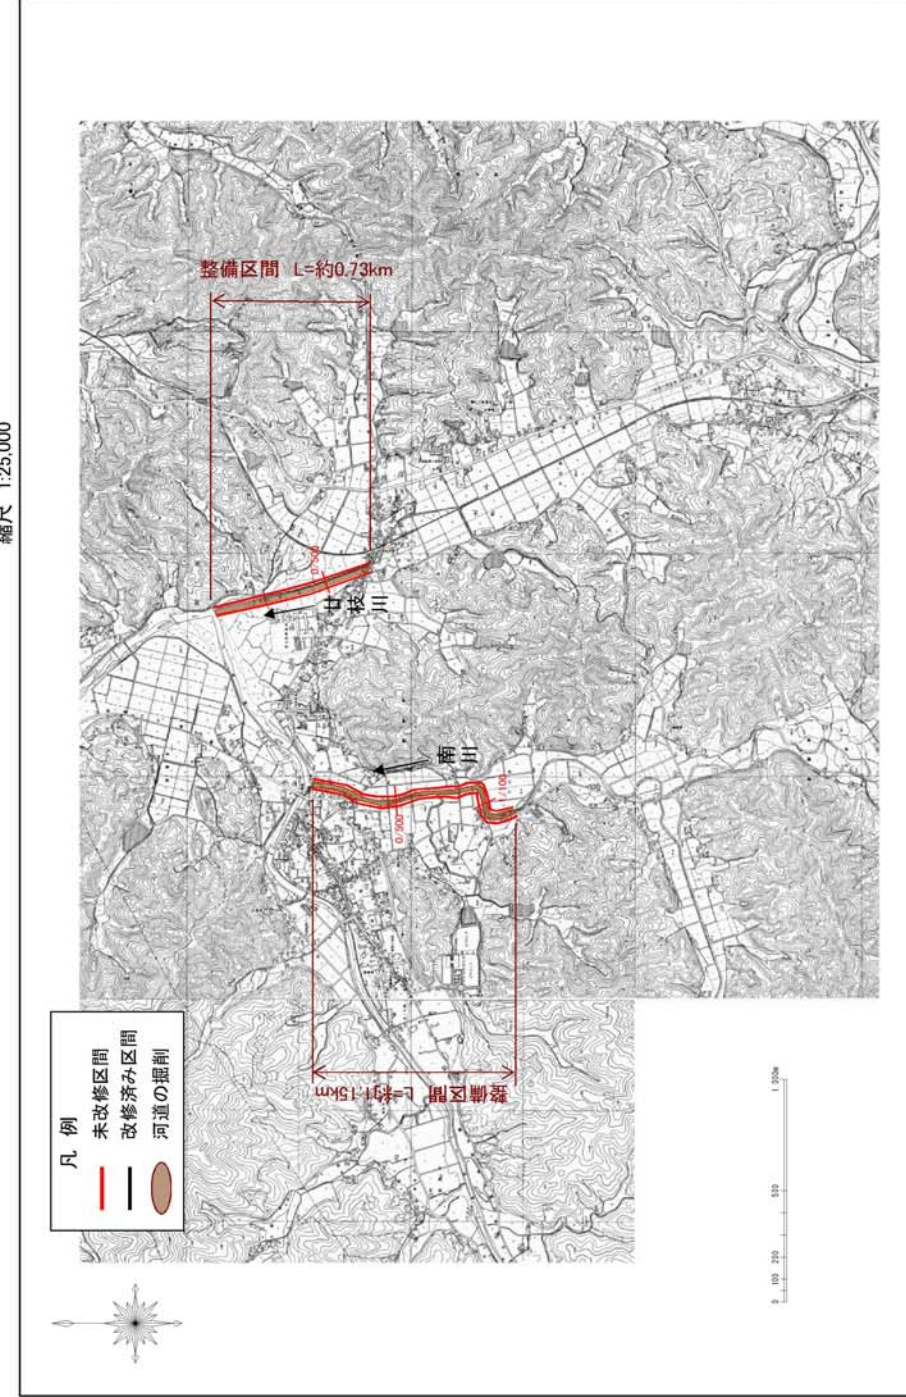 縮尺 1:25,000
整備区間 L=約0.73km
0/500
廿枝川
南川
0/500
1/100
整備区間 L=約1.15km
凡 例
未改修区間
改修済み区間
河道の掘削
0 100 200 500 1,000m